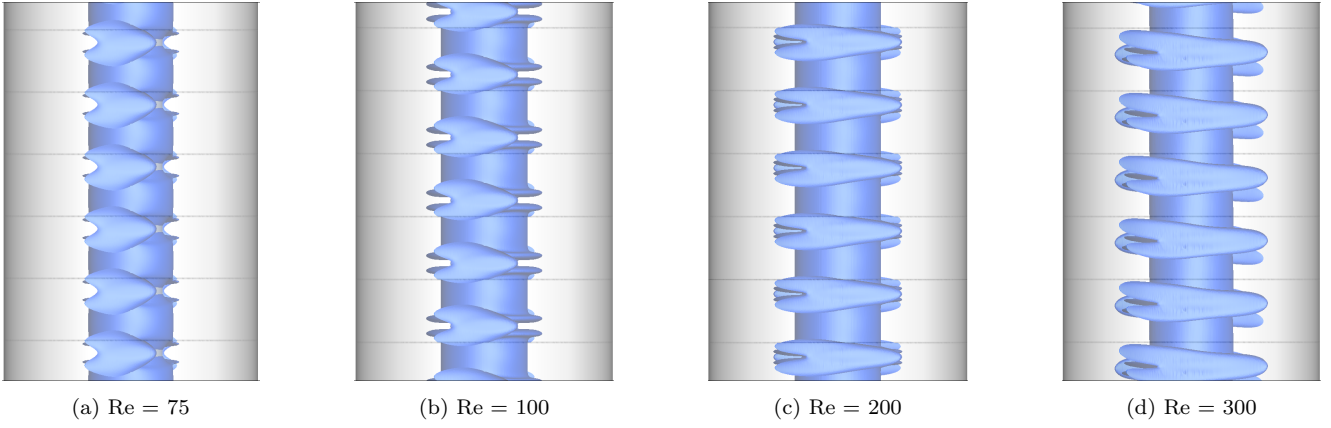 (a) Re = 75
(b) Re = 100
(c) Re = 200
(d) Re = 300